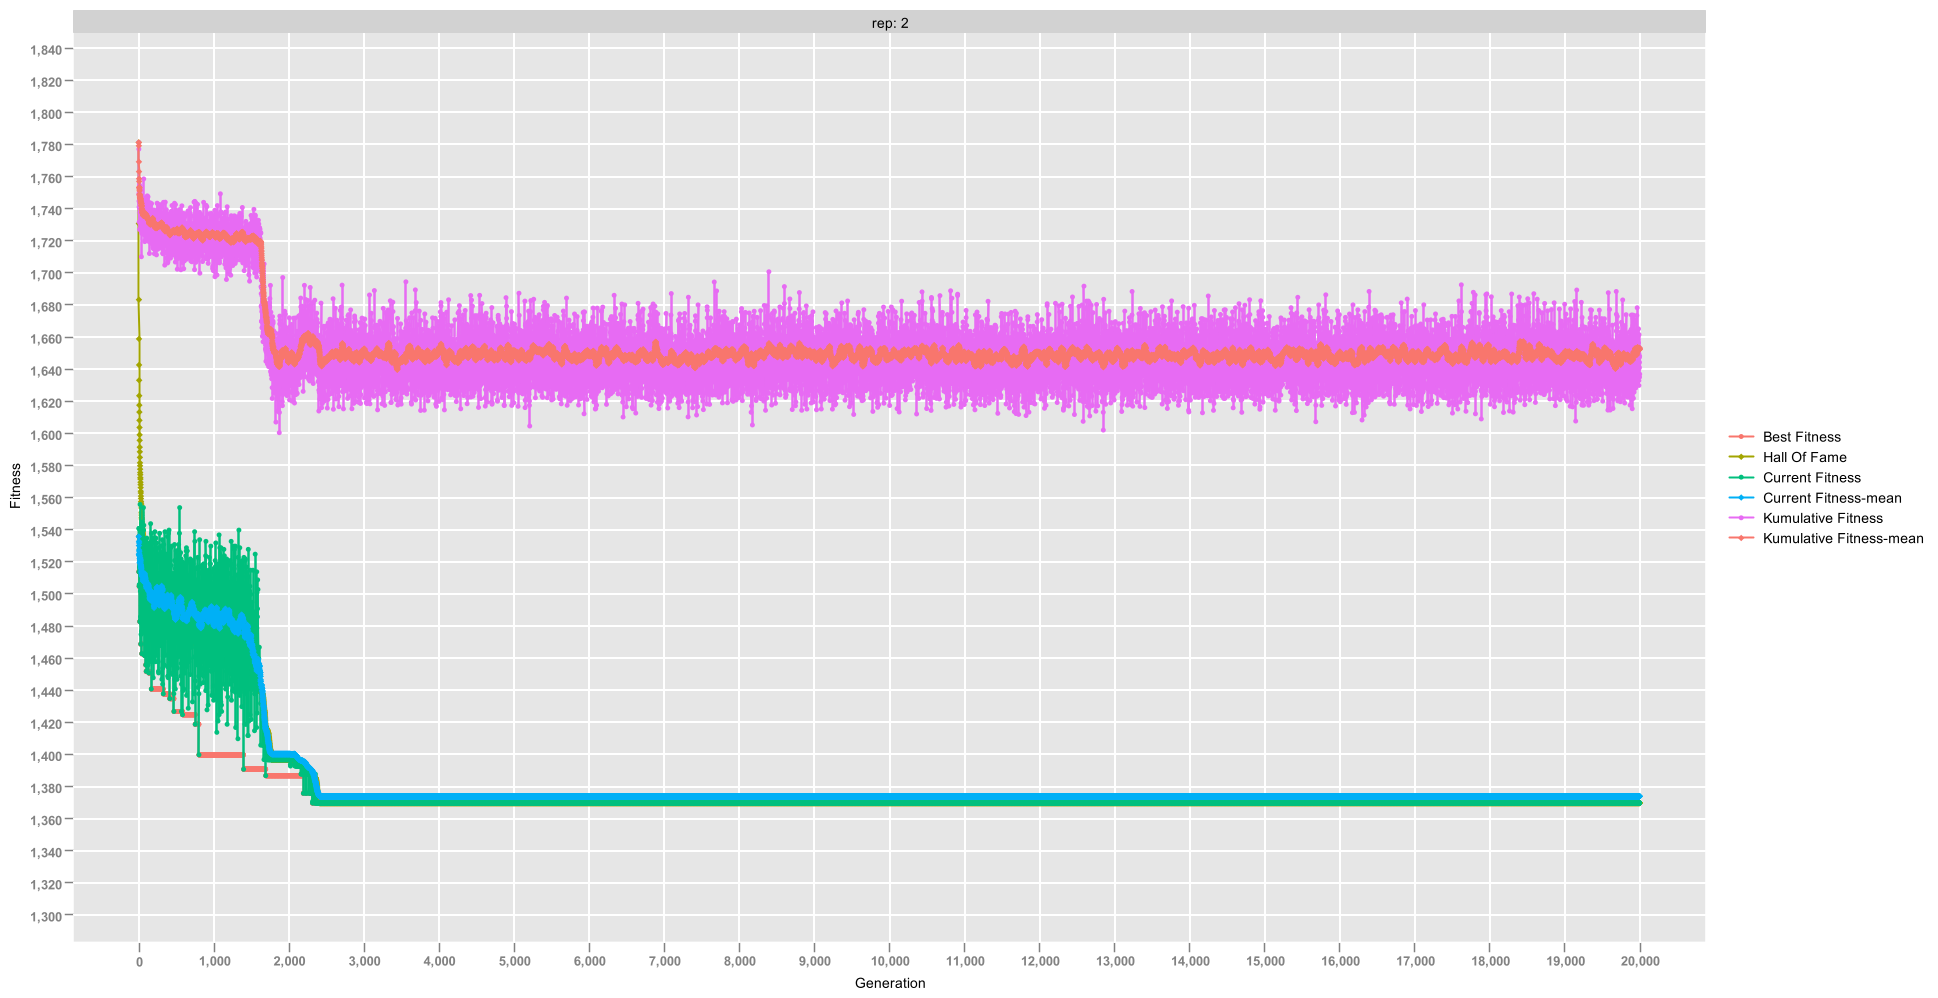 rep: 2
1,840
1,820
1,800
1,780
1,760
1,740
1,720
1,700
1,680
1,660
1,640
1,620
1,600
1,580
1,560
1,540
1,520
1,500
1,480
1,460
1,440
1,420
1,400
1,380
1,360
1,340
1,320
1,300
Fitness
0 1,000 2,000 3,000 4,000 5,000 6,000 7,000 8,000 9,000 10,000 11,000 12,000 13,000 14,000 15,000 16,000 17,000 18,000 19,000 20,000
Generation
Best Fitness
Hall Of Fame
Current Fitness
Current Fitness-mean
Kumulative Fitness
Kumulative Fitness-mean